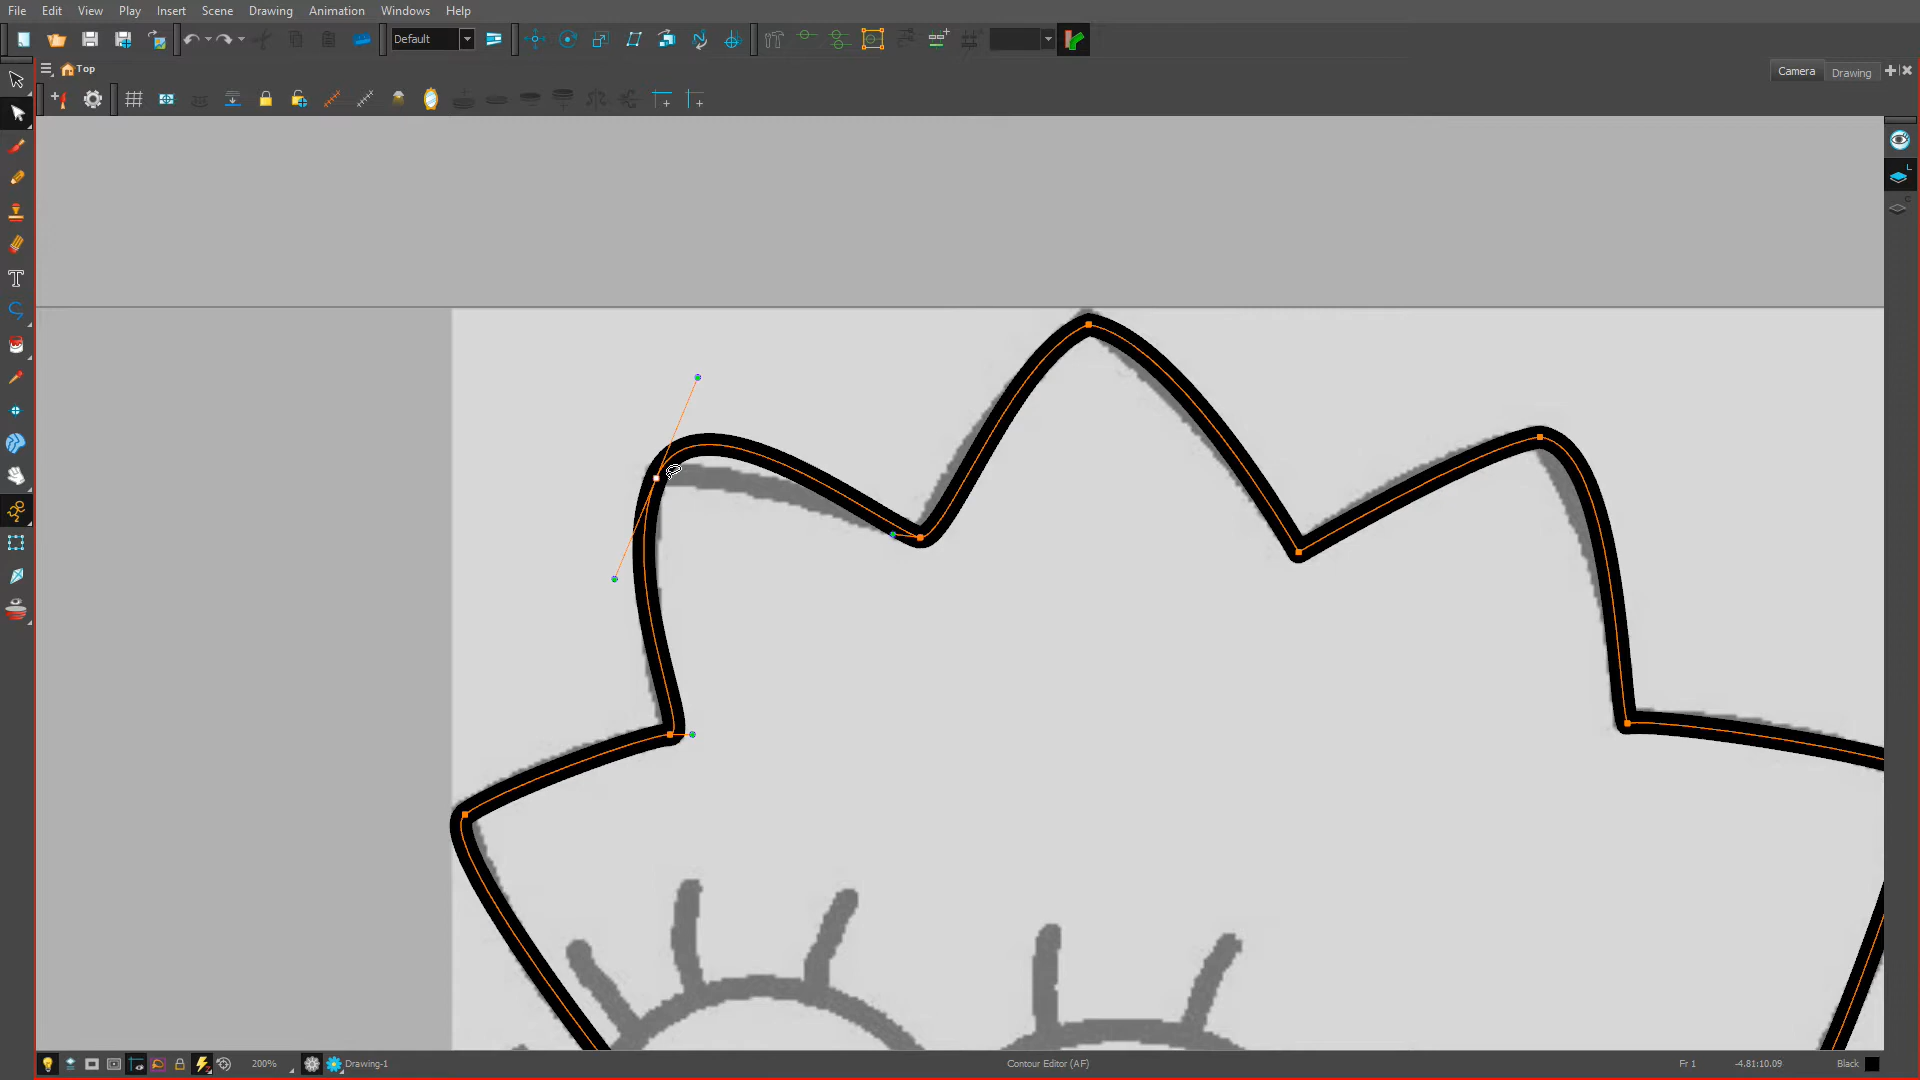 File Edit View Play Insert Scene Drawing Animation Windows Help
Default
Top
Camera Drawing
200% Drawing-1 Contour Editor (AF) Fr 1 -4.81:10.09 Black